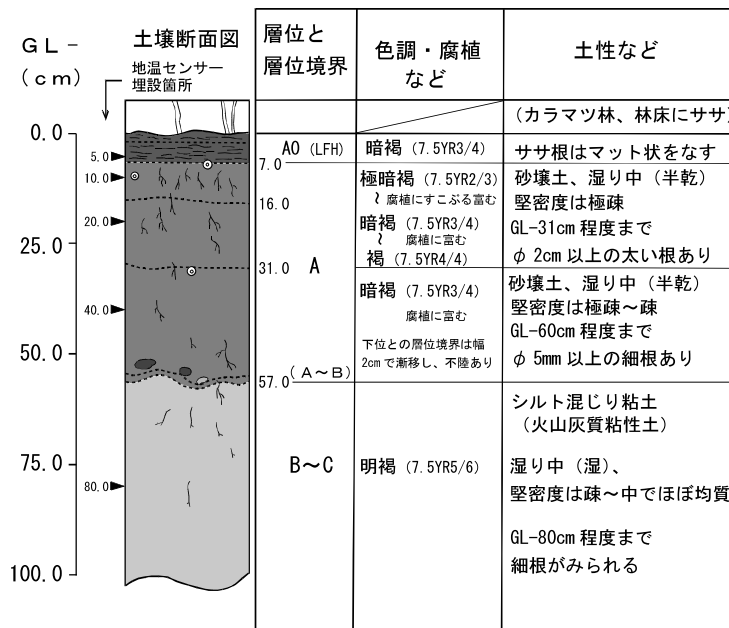 GL-
(cm)
土壌断面図
地温センサー
埋設箇所
層位と
層位境界
色調・腐植
など
土性など
(カラマツ林、林床にササ)
0.0
25.0
50.0
75.0
100.0
5.0
10.0
20.0
40.0
80.0
7.0
16.0
31.0
57.0
A0 (LFH)
A
(A～B)
B～C
暗褐 (7.5YR3/4)
ササ根はマット状をなす
極暗褐 (7.5YR2/3)
～ 腐植にすこぶる富む
暗褐 (7.5YR3/4)
～ 腐植に富む
褐 (7.5YR4/4)
砂壌土、湿り中（半乾）
堅密度は極疎
GL-31cm 程度まで
φ 2cm 以上の太い根あり
暗褐 (7.5YR3/4)
腐植に富む
下位との層位境界は幅
2cm で漸移し、不陸あり
砂壌土、湿り中（半乾）
堅密度は極疎～疎
GL-60cm 程度まで
φ 5mm 以上の細根あり
明褐 (7.5YR5/6)
シルト混じり粘土
（火山灰質粘性土）
湿り中（湿）、
堅密度は疎～中でほぼ均質
GL-80cm 程度まで
細根がみられる